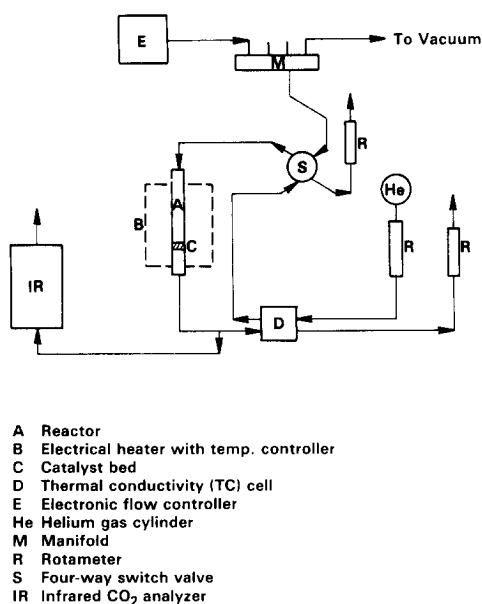 E
M
To Vacuum
S
R
He
B
A
C
R
R
IR
D
A Reactor
B Electrical heater with temp. controller
C Catalyst bed
D Thermal conductivity (TC) cell
E Electronic flow controller
He Helium gas cylinder
M Manifold
R Rotameter
S Four-way switch valve
IR Infrared CO₂ analyzer